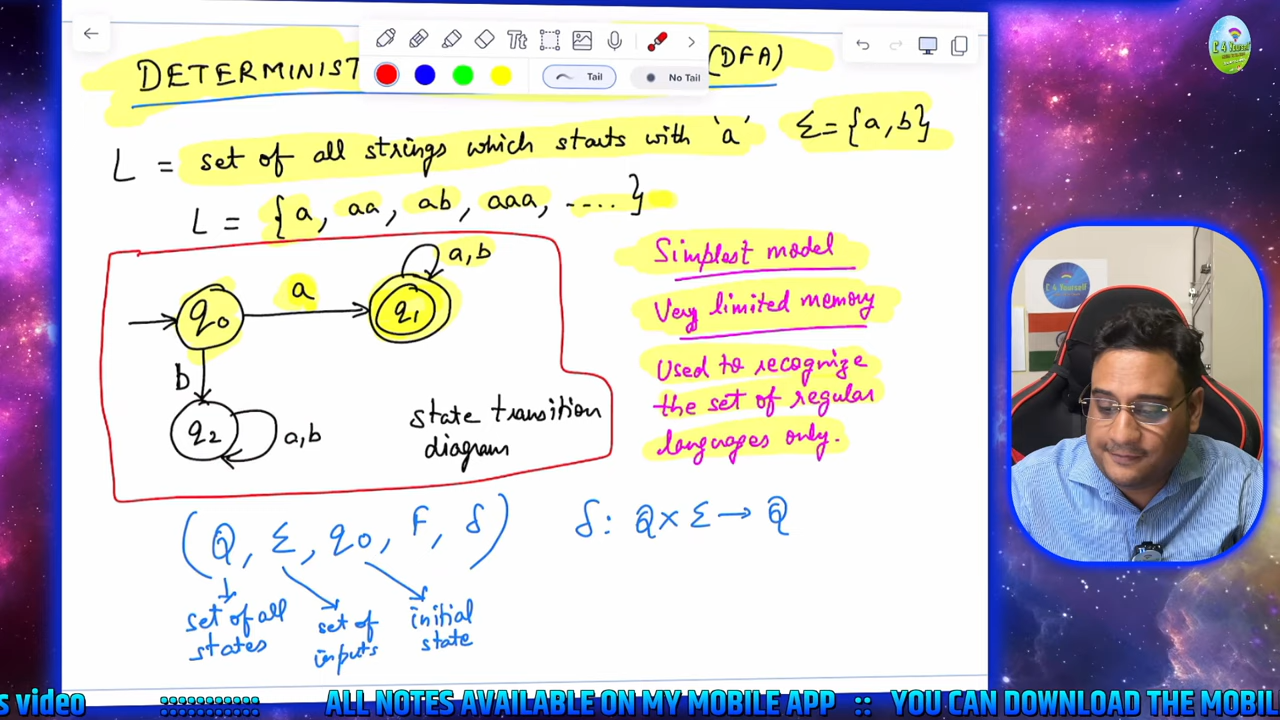 Tt
Tail
No Tail
DETERMINIST (DFA)
L = set of all strings which starts with 'a' Σ = {a, b}
L = {a, aa, ab, aaa, ....}
a, b
q0
a
q1
b
q2
a,b
state transition
diagram
Simplest model
Very limited memory
Used to recognize
the set of regular
languages only.
(Q, Σ, q0, F, δ)
δ: Q × Σ → Q
set of all
states
set of
inputs
initial
state
s video :::::::::::: ALL NOTES AVAILABLE ON MY MOBILE APP :: YOU CAN DOWNLOAD THE MOBIL